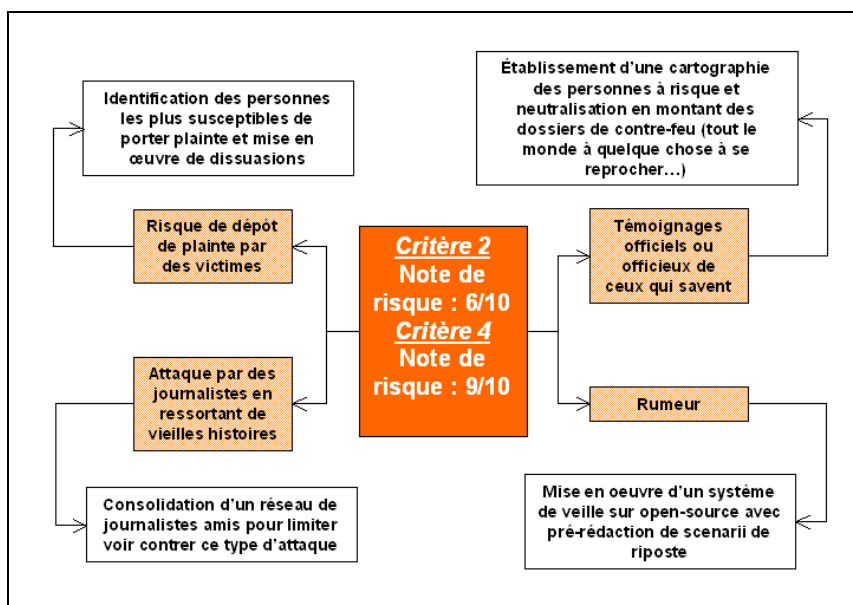 Identification des personnes
les plus susceptibles de
porter plainte et mise en
œuvre de dissuasions
Établissement d'une cartographie
des personnes à risque et
neutralisation en montant des
dossiers de contre-feu (tout le
monde à quelque chose à se
reprocher...)
Risque de dépôt
de plainte par
des victimes
Critère 2
Note de
risque : 6/10
Critère 4
Note de
risque : 9/10
Témoignages
officiels ou
officieux de
ceux qui savent
Attaque par des
journalistes en
ressortant de
vieilles histoires
Rumeur
Consolidation d'un réseau de
journalistes amis pour limiter
voir contrer ce type d'attaque
Mise en oeuvre d'un système
de veille sur open-source avec
pré-rédaction de scenarii de
riposte